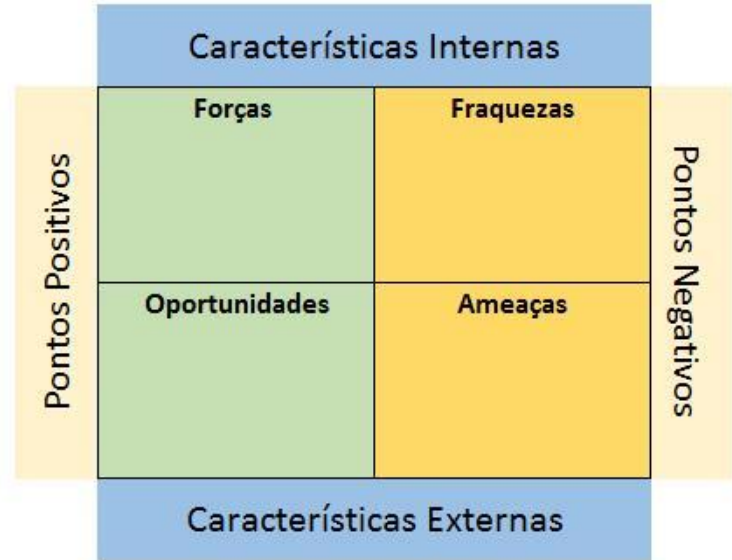 Características Internas
Forças
Fraquezas
Pontos Positivos
Pontos Negativos
Oportunidades
Ameaças
Características Externas